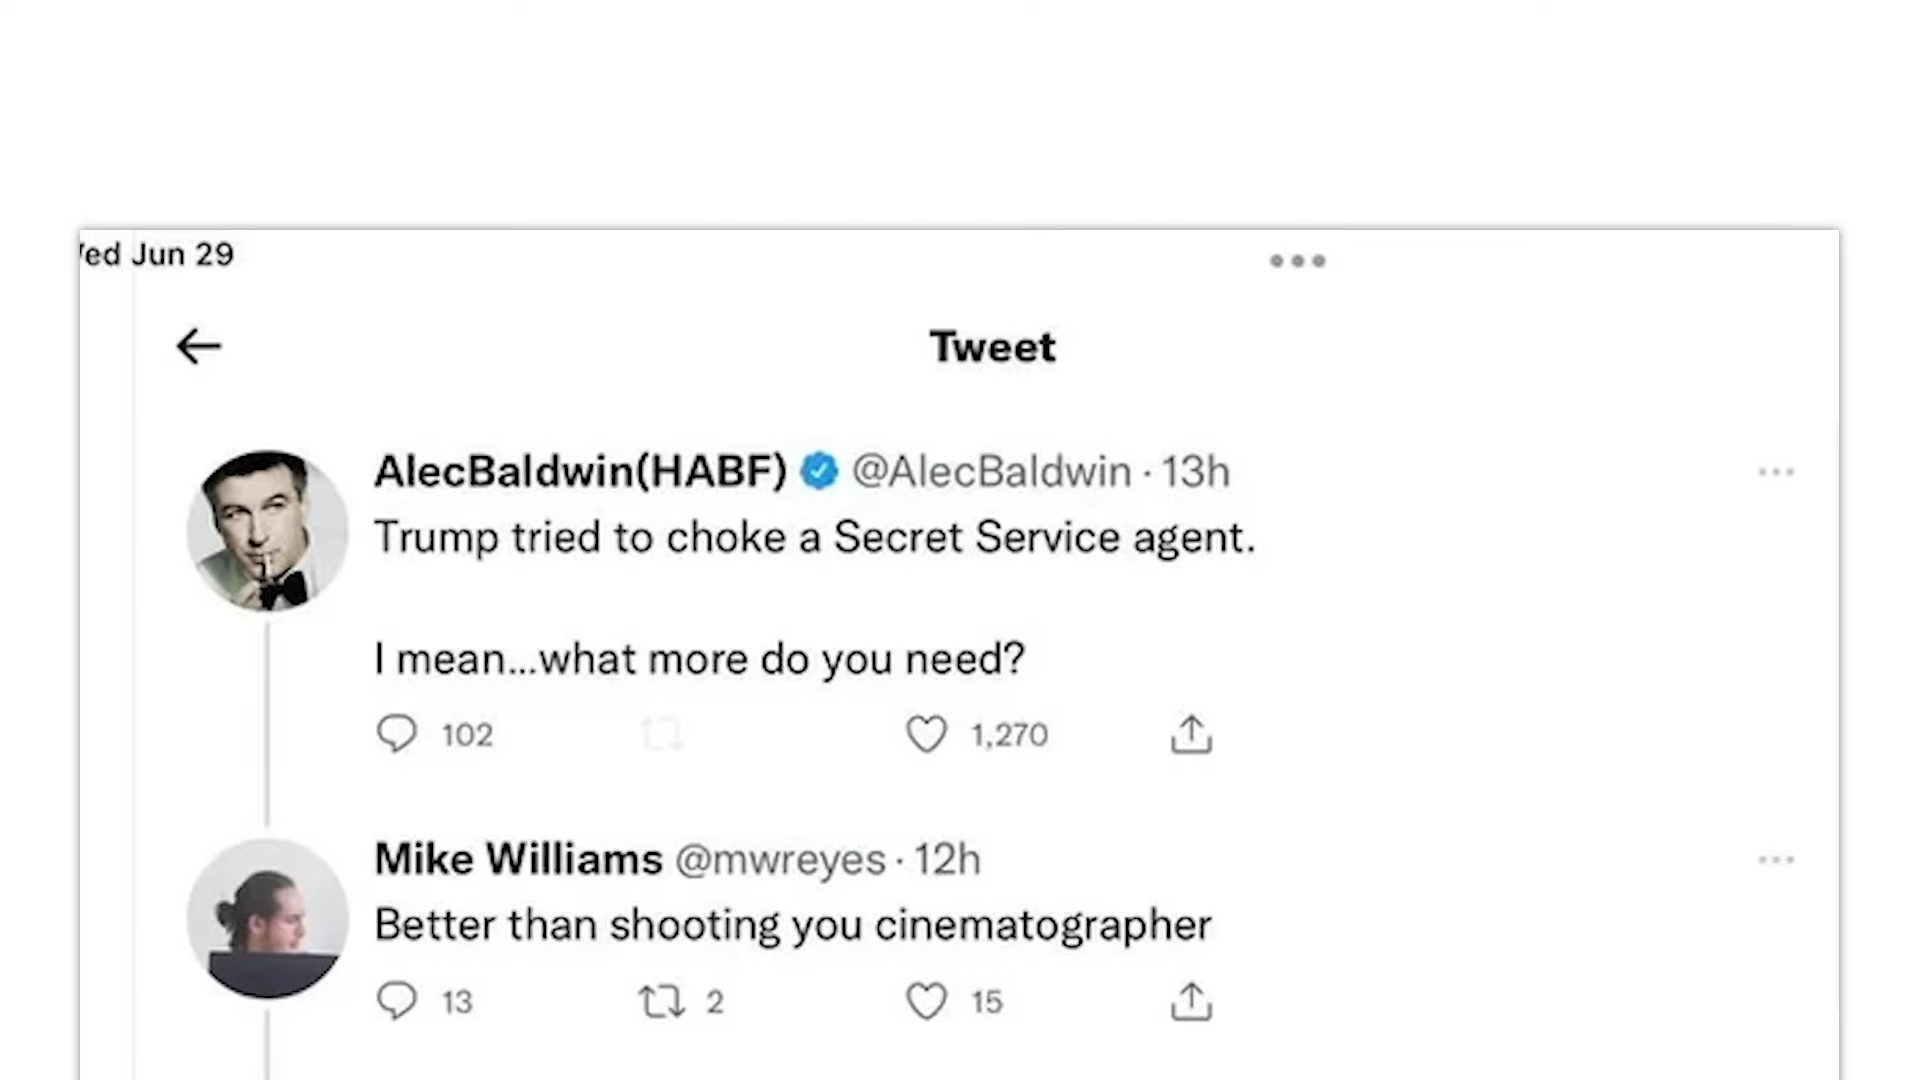 ed Jun 29
Tweet
AlecBaldwin(HABF) @AlecBaldwin · 13h
Trump tried to choke a Secret Service agent.
I mean...what more do you need?
102 1,270
Mike Williams @mwreyes · 12h
Better than shooting you cinematographer
13 2 15